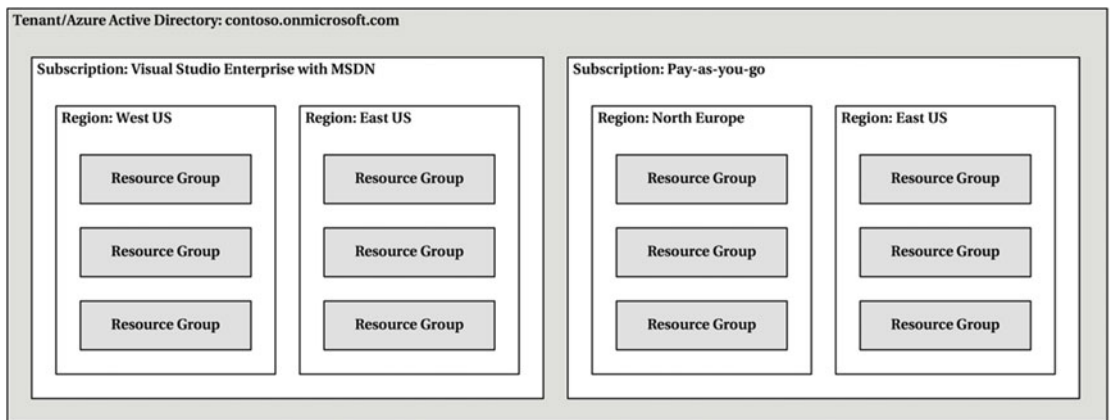 Tenant/Azure Active Directory: contoso.onmicrosoft.com
Subscription: Visual Studio Enterprise with MSDN
Region: West US
Resource Group
Resource Group
Resource Group
Region: East US
Resource Group
Resource Group
Resource Group
Subscription: Pay-as-you-go
Region: North Europe
Resource Group
Resource Group
Resource Group
Region: East US
Resource Group
Resource Group
Resource Group